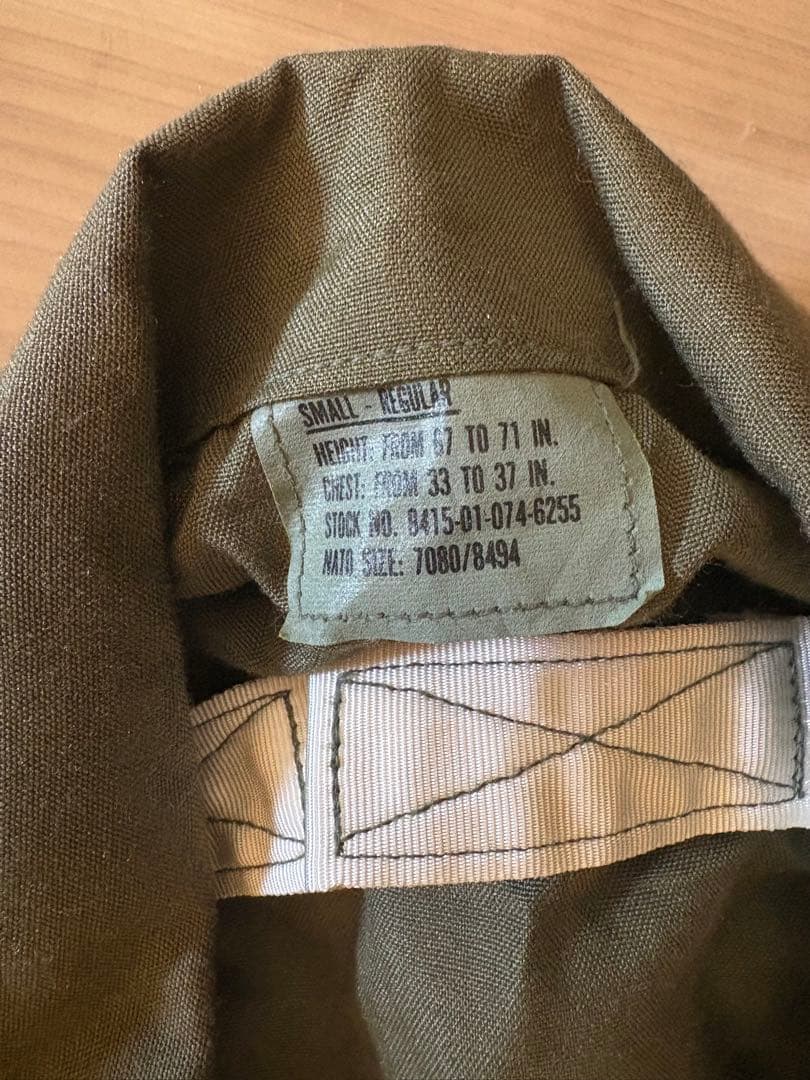 SMALL - REGULAR
HEIGHT: FROM 67 TO 71 IN.
CHEST: FROM 33 TO 37 IN.
STOCK NO. 8415-01-074-6255
NATO SIZE: 7080/8494